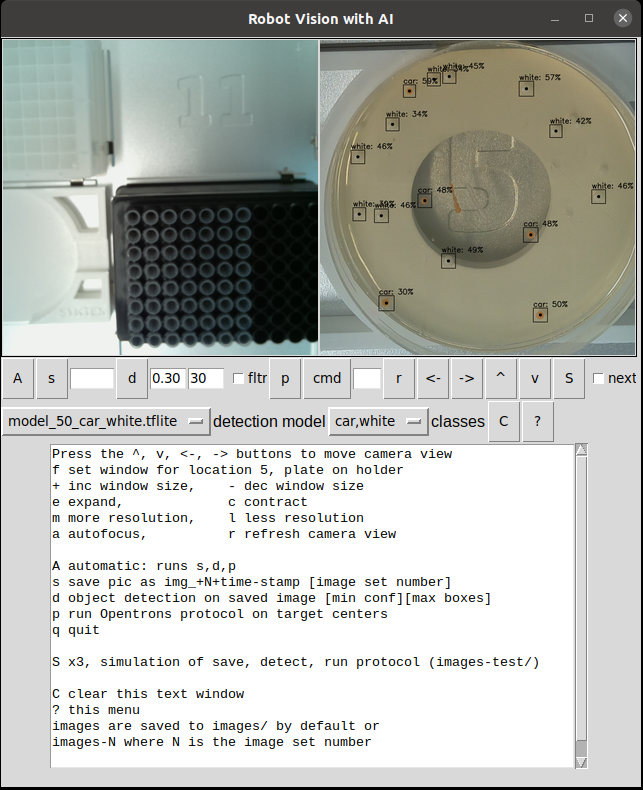 Robot Vision with AI
11
5
car: 59%
white: 45%
white: 57%
white: 34%
white: 42%
white: 46%
car: 48%
white: 46%
white: 46%
car: 48%
white: 49%
car: 30%
car: 50%
A s d 0.30 30 fltr p cmd r <- -> ^ v S next
model_50_car_white.tflite detection model car,white classes C ?
Press the ^, v, <-, -> buttons to move camera view
f set window for location 5, plate on holder
+ inc window size,    - dec window size
e expand,             c contract
m more resolution,    l less resolution
a autofocus,          r refresh camera view
A automatic: runs s,d,p
s save pic as img_+N+time-stamp [image set number]
d object detection on saved image [min conf][max boxes]
p run Opentrons protocol on target centers
q quit
S x3, simulation of save, detect, run protocol (images-test/)
C clear this text window
? this menu
images are saved to images/ by default or
images-N where N is the image set number